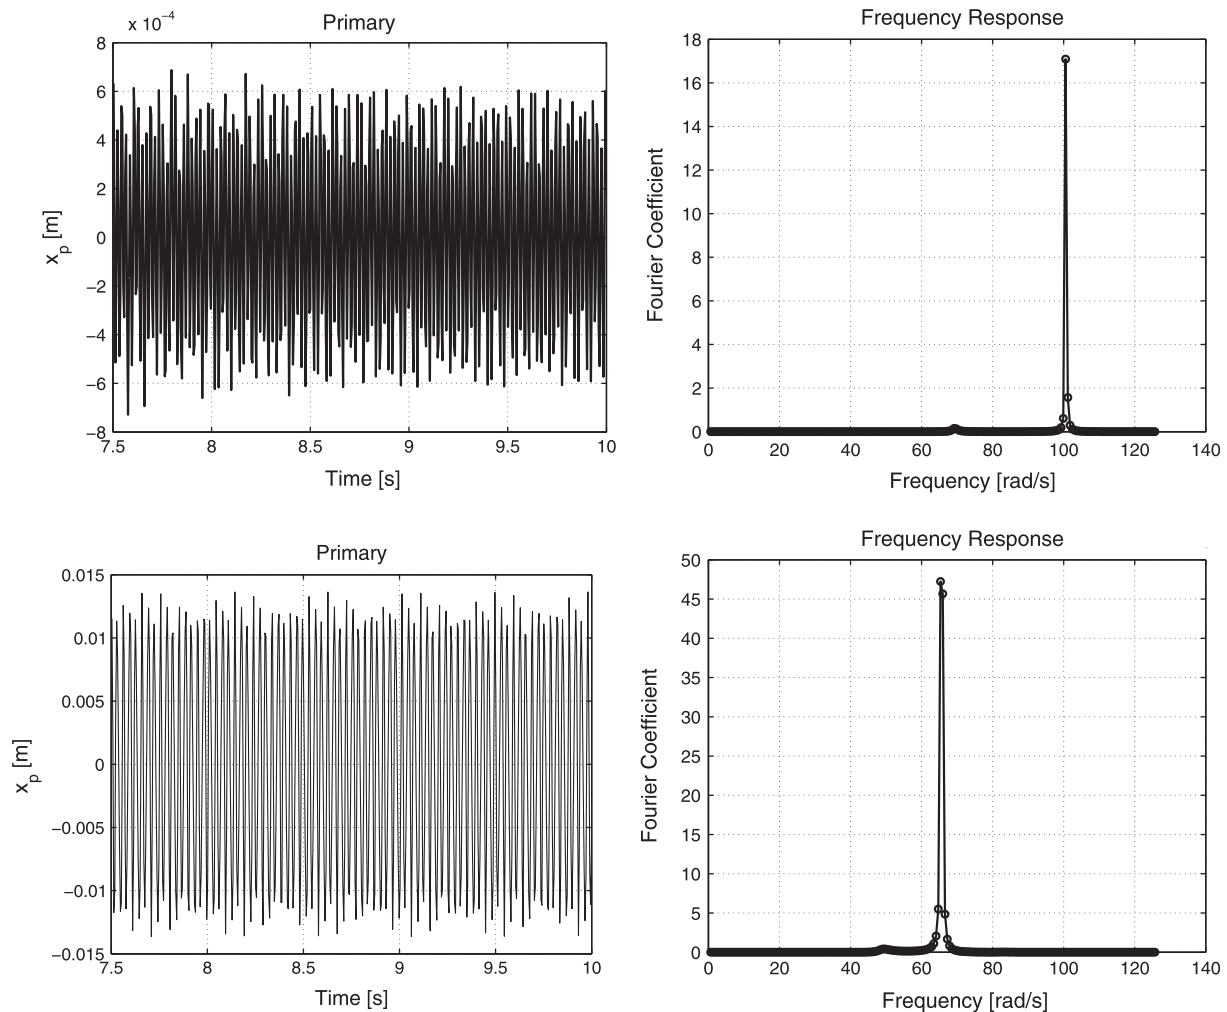 x 10⁻⁴
Primary
8
6
4
2
0
−2
−4
−6
−8
7.5 8 8.5 9 9.5 10
x_p [m]
Time [s]
Frequency Response
18
16
14
12
10
8
6
4
2
0
0 20 40 60 80 100 120 140
Fourier Coefficient
Frequency [rad/s]
Primary
0.015
0.01
0.005
0
−0.005
−0.01
−0.015
7.5 8 8.5 9 9.5 10
x_p [m]
Time [s]
Frequency Response
50
45
40
35
30
25
20
15
10
5
0
0 20 40 60 80 100 120 140
Fourier Coefficient
Frequency [rad/s]